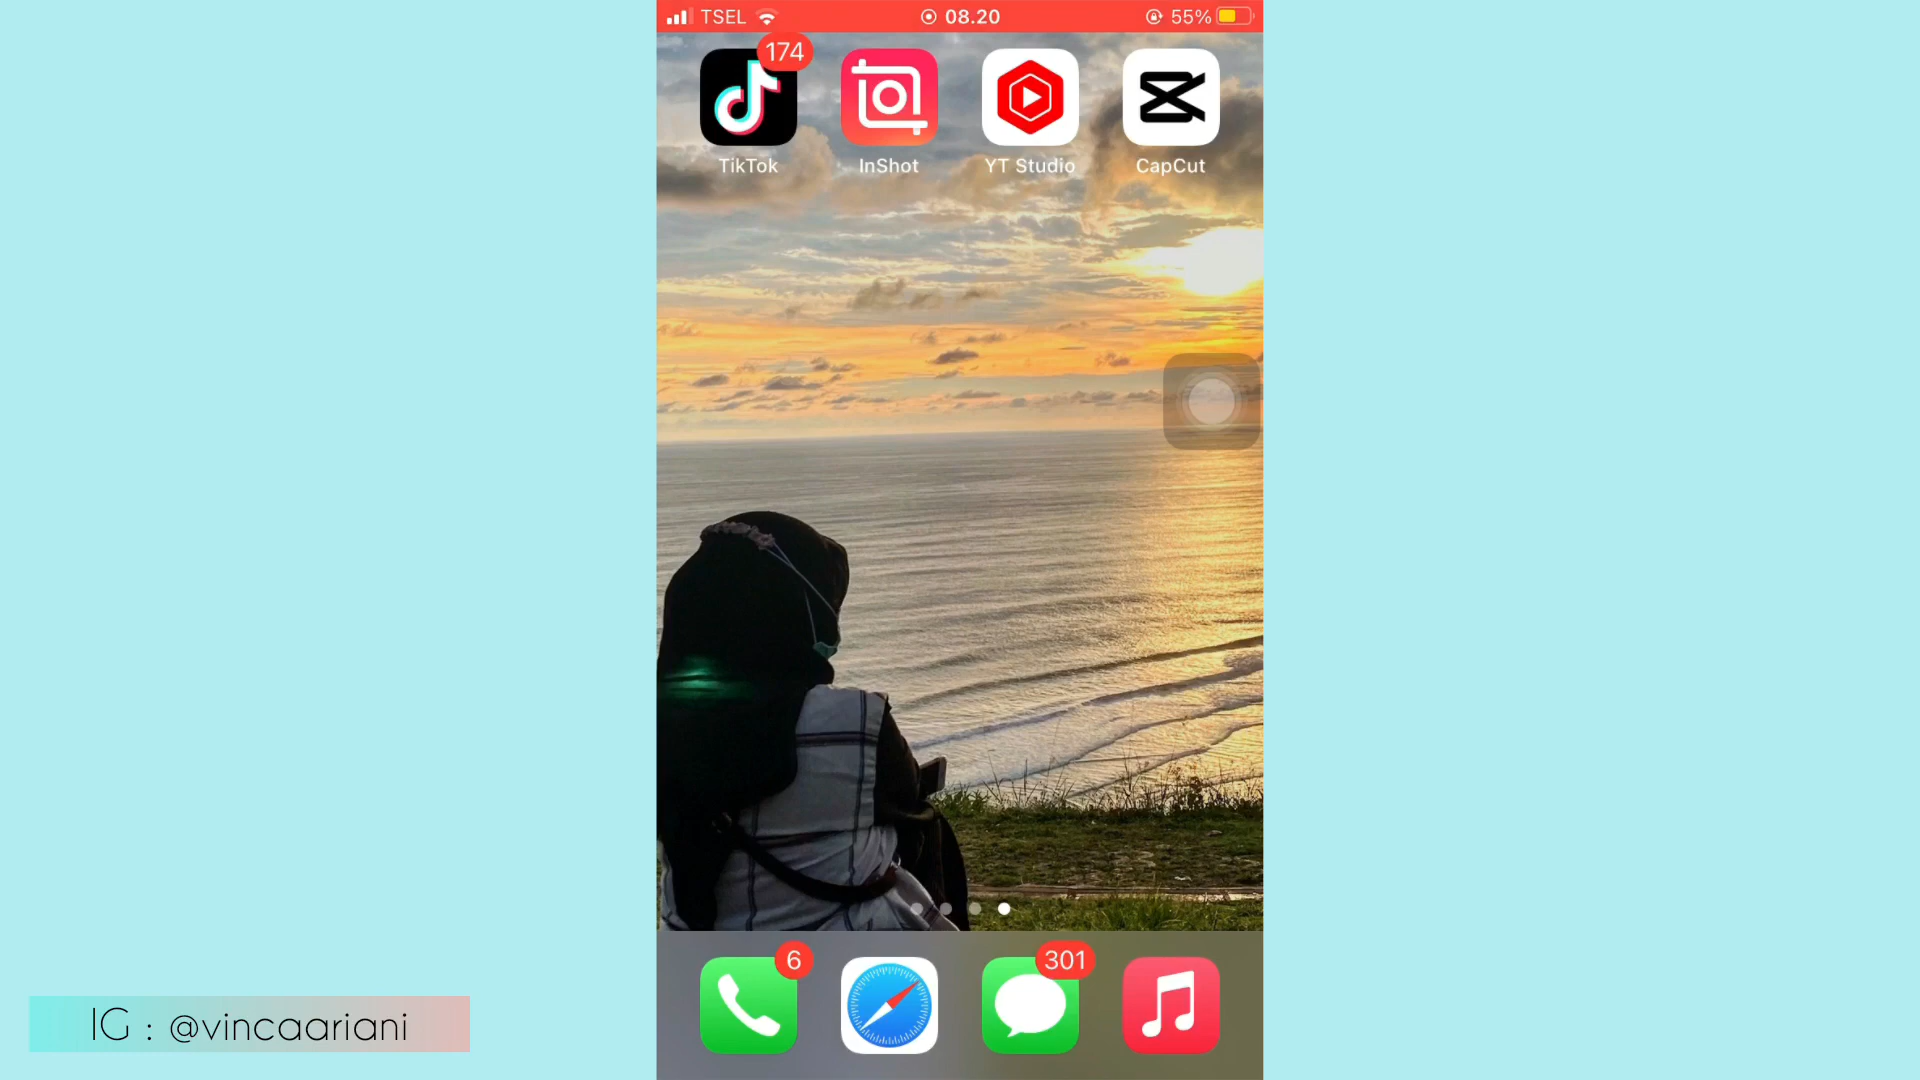 TSEL 08.20 55%
174
TikTok InShot YT Studio CapCut
6 301
IG : @vincaariani